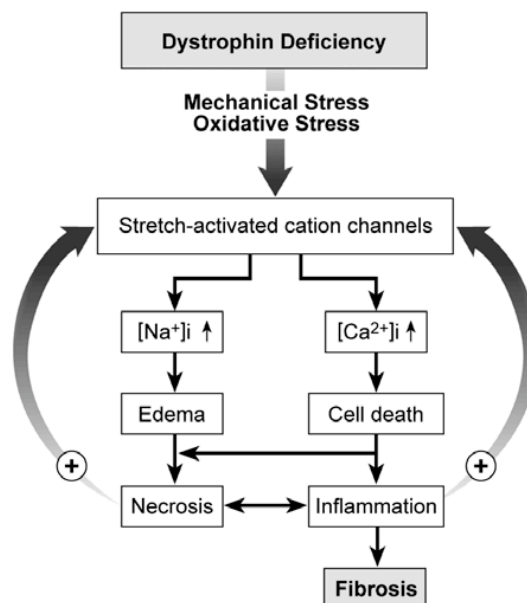 Dystrophin Deficiency
Mechanical Stress
Oxidative Stress
Stretch-activated cation channels
[Na⁺]i ↑
[Ca²⁺]i ↑
Edema
Cell death
+
+
Necrosis
Inflammation
Fibrosis